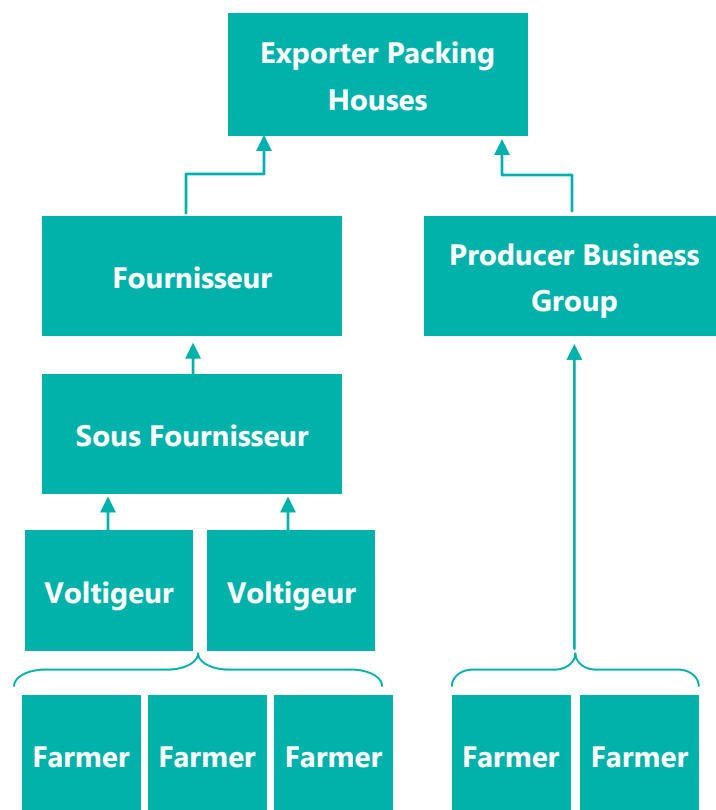 Exporter Packing
Houses
Fournisseur
Producer Business
Group
Sous Fournisseur
Voltigeur
Voltigeur
Farmer
Farmer
Farmer
Farmer
Farmer